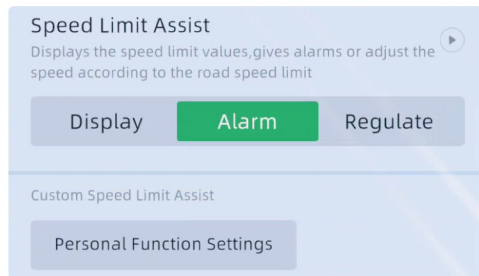 Speed Limit Assist
Displays the speed limit values,gives alarms or adjust the
speed according to the road speed limit
Display Alarm Regulate
Custom Speed Limit Assist
Personal Function Settings